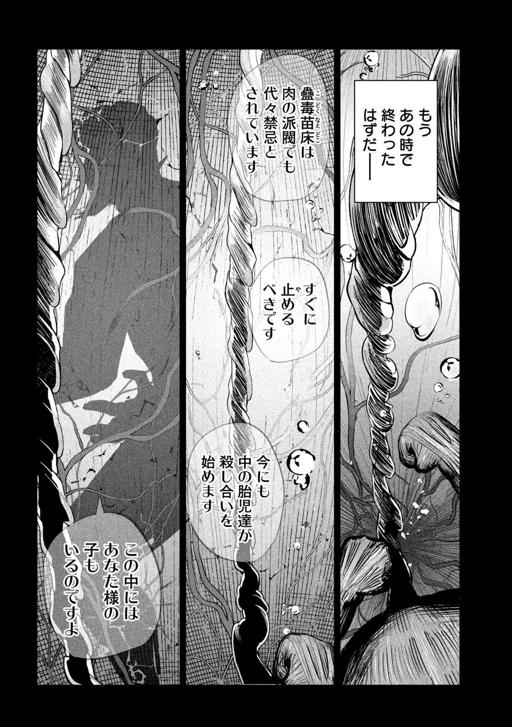 もう
あの時で
終わった
はずだ――
蠱毒苗床は
肉の派閥でも
代々禁忌と
されています
すぐに
止める
べきです
今にも
中の胎児達が
殺し合いを
始めます
この中には
あなた様の
子も
いるのですよ